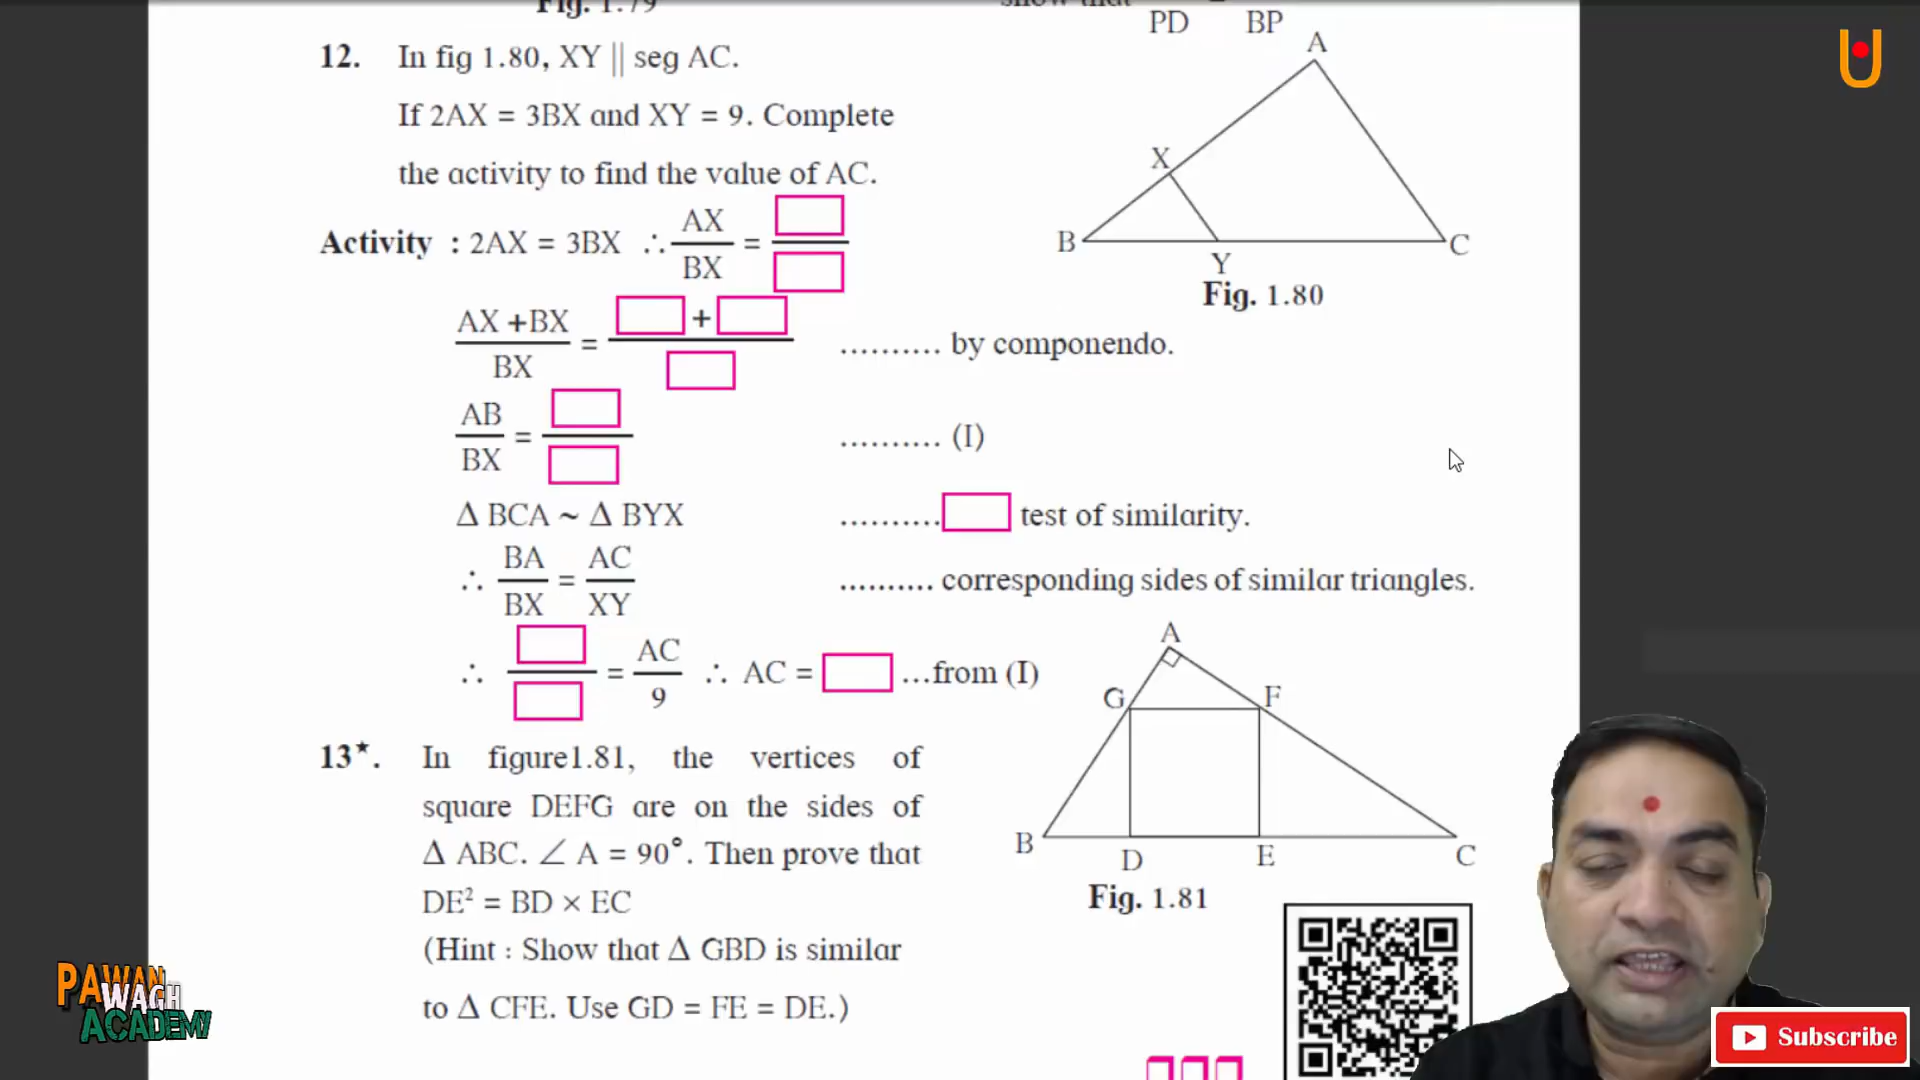 Fig. 1.79
show that
PD BP
12. In fig 1.80, XY || seg AC.
If 2AX = 3BX and XY = 9. Complete
the activity to find the value of AC.
Activity : 2AX = 3BX ∴ AX/BX = □/□
(AX +BX)/BX = (□ + □)/□ .......... by componendo.
AB/BX = □/□ .......... (I)
Δ BCA ~ Δ BYX ..........□ test of similarity.
∴ BA/BX = AC/XY .......... corresponding sides of similar triangles.
∴ □/□ = AC/9 ∴ AC = □ ...from (I)
A
X
B
Y
C
Fig. 1.80
13★. In figure1.81, the vertices of
square DEFG are on the sides of
Δ ABC. ∠ A = 90°. Then prove that
DE² = BD × EC
(Hint : Show that Δ GBD is similar
to Δ CFE. Use GD = FE = DE.)
A
G F
B
D E C
Fig. 1.81
PAWAN
WAGH
ACADEMY
Subscribe